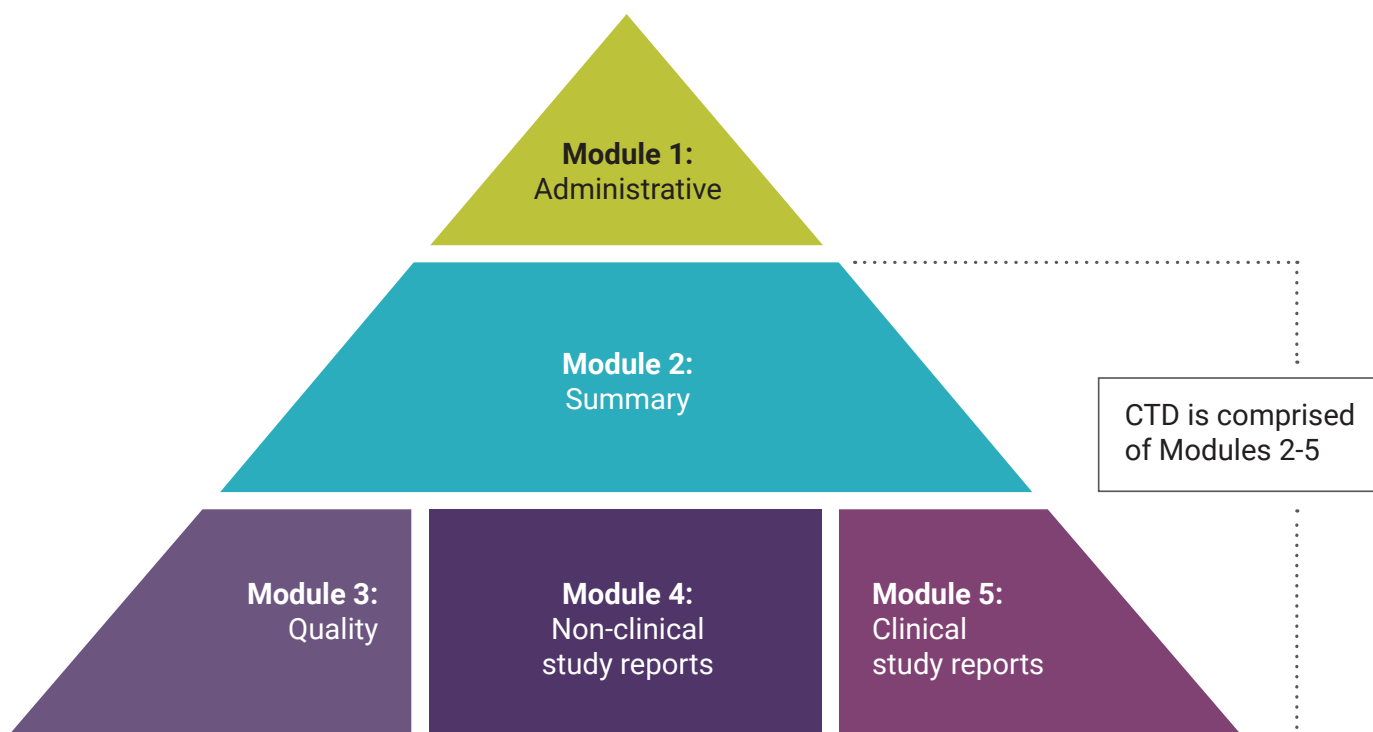 Module 1:
Administrative
Module 2:
Summary
CTD is comprised
of Modules 2-5
Module 3:
Quality
Module 4:
Non-clinical
study reports
Module 5:
Clinical
study reports